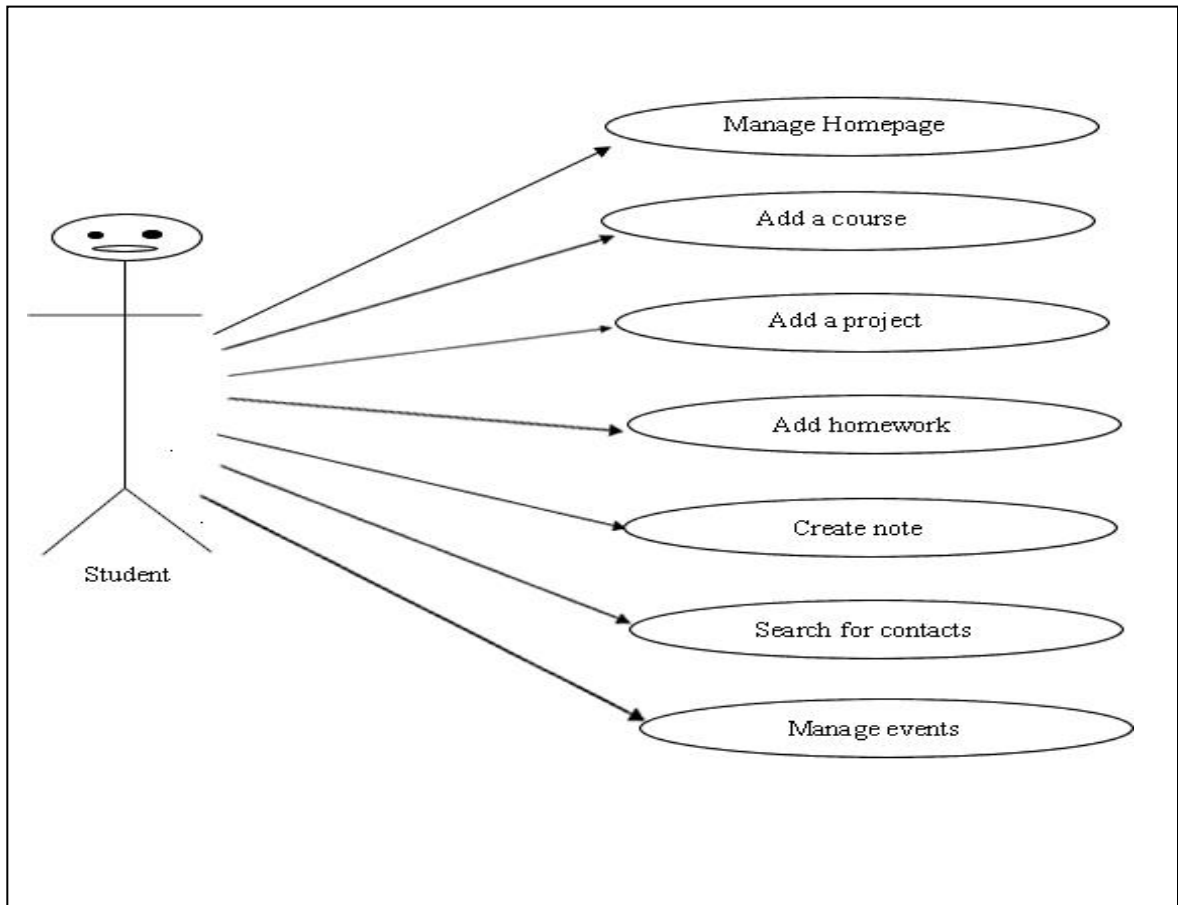 Manage Homepage
Add a course
Add a project
Add homework
Create note
Student
Search for contacts
Manage events